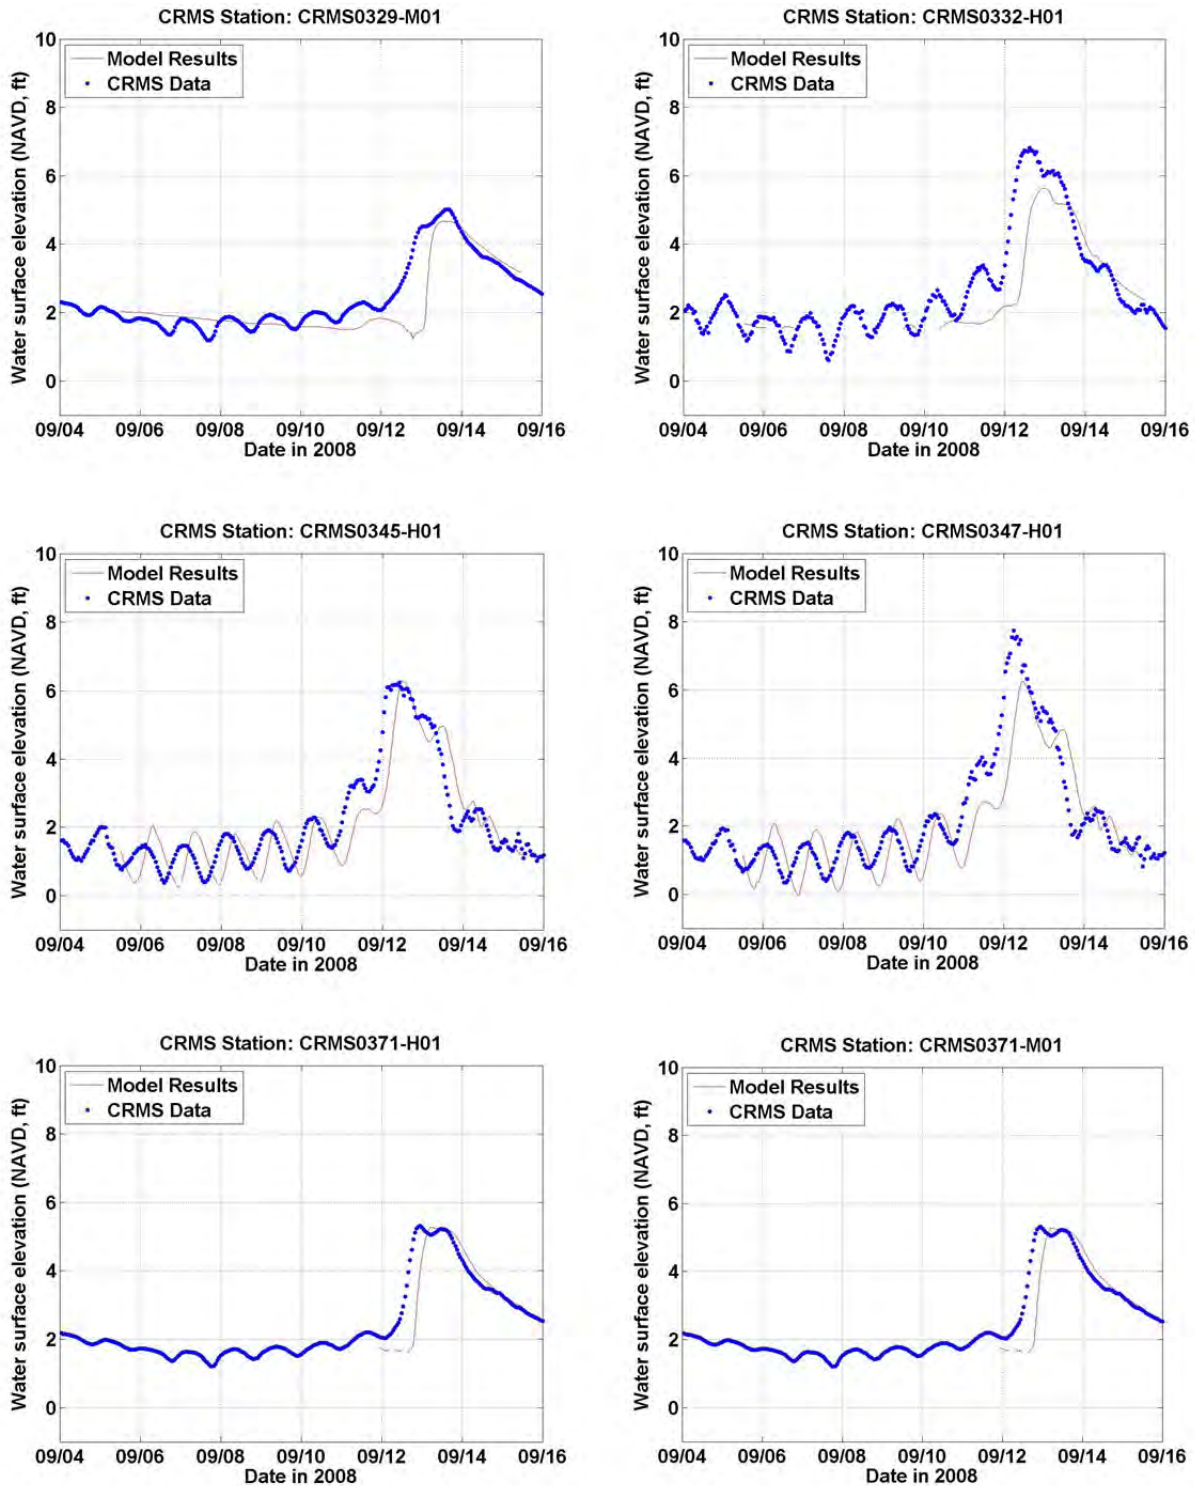 CRMS Station: CRMS0329-M01
10
8
6
4
2
0
Water surface elevation (NAVD, ft)
Model Results
CRMS Data
09/04 09/06 09/08 09/10 09/12 09/14 09/16
Date in 2008
CRMS Station: CRMS0332-H01
10
8
6
4
2
0
Water surface elevation (NAVD, ft)
Model Results
CRMS Data
09/04 09/06 09/08 09/10 09/12 09/14 09/16
Date in 2008
CRMS Station: CRMS0345-H01
10
8
6
4
2
0
Water surface elevation (NAVD, ft)
Model Results
CRMS Data
09/04 09/06 09/08 09/10 09/12 09/14 09/16
Date in 2008
CRMS Station: CRMS0347-H01
10
8
6
4
2
0
Water surface elevation (NAVD, ft)
Model Results
CRMS Data
09/04 09/06 09/08 09/10 09/12 09/14 09/16
Date in 2008
CRMS Station: CRMS0371-H01
10
8
6
4
2
0
Water surface elevation (NAVD, ft)
Model Results
CRMS Data
09/04 09/06 09/08 09/10 09/12 09/14 09/16
Date in 2008
CRMS Station: CRMS0371-M01
10
8
6
4
2
0
Water surface elevation (NAVD, ft)
Model Results
CRMS Data
09/04 09/06 09/08 09/10 09/12 09/14 09/16
Date in 2008